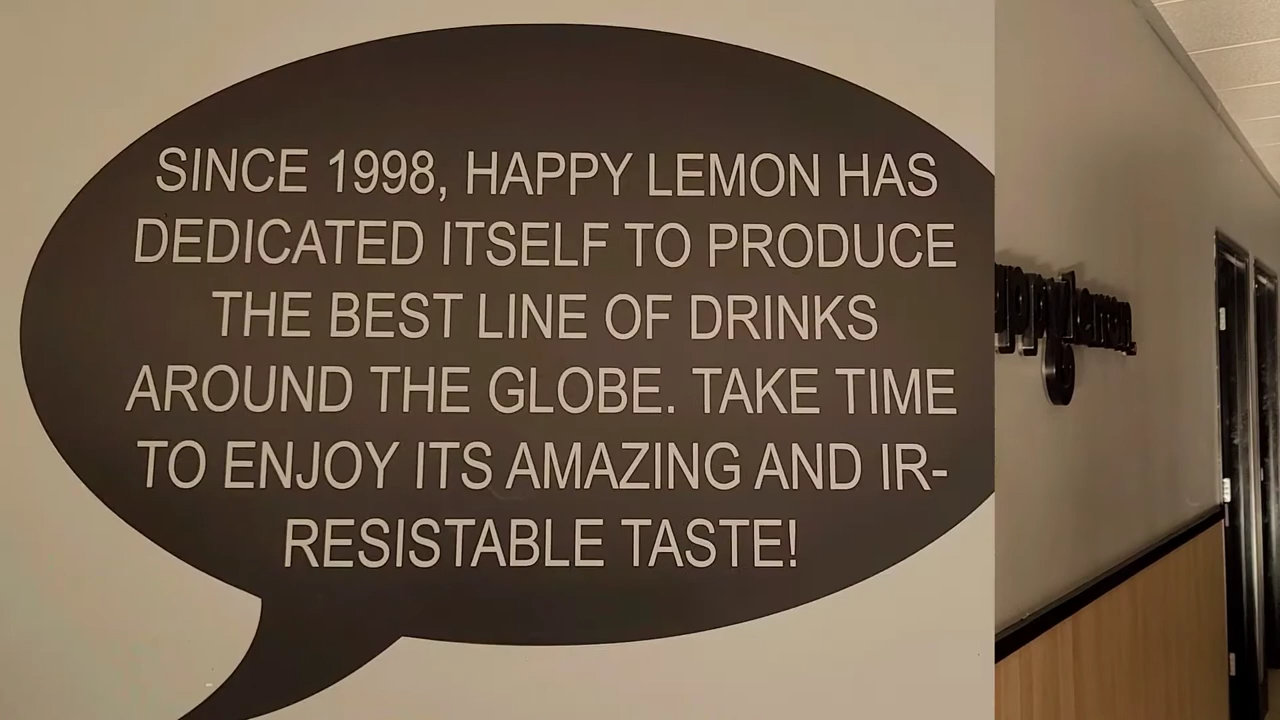 SINCE 1998, HAPPY LEMON HAS
DEDICATED ITSELF TO PRODUCE
THE BEST LINE OF DRINKS
AROUND THE GLOBE. TAKE TIME
TO ENJOY ITS AMAZING AND IR-
RESISTABLE TASTE!